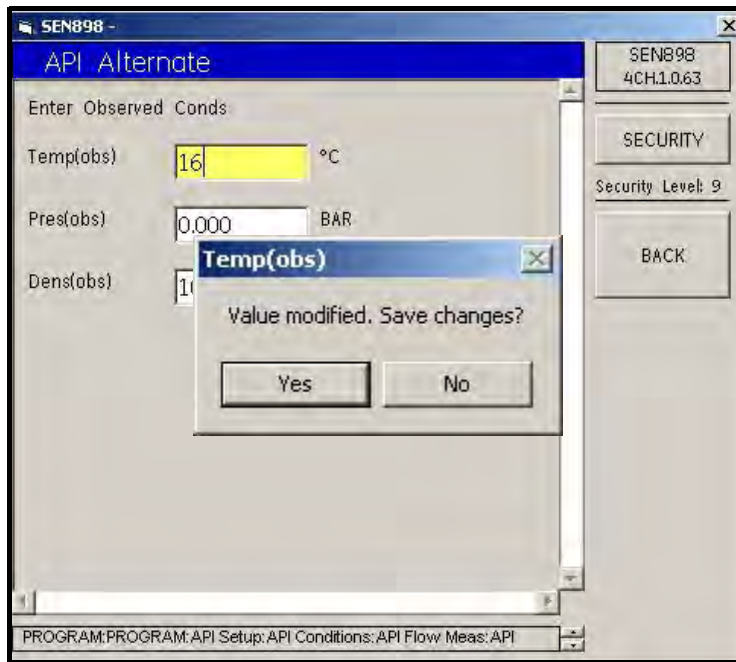 SEN898 -
API Alternate
Enter Observed Conds
Temp(obs) 16 °C
Pres(obs) 0.000 BAR
Dens(obs)
Temp(obs)
Value modified. Save changes?
Yes No
SEN898
4CH.1.0.63
SECURITY
Security Level: 9
BACK
PROGRAM:PROGRAM:API Setup:API Conditions:API Flow Meas:API